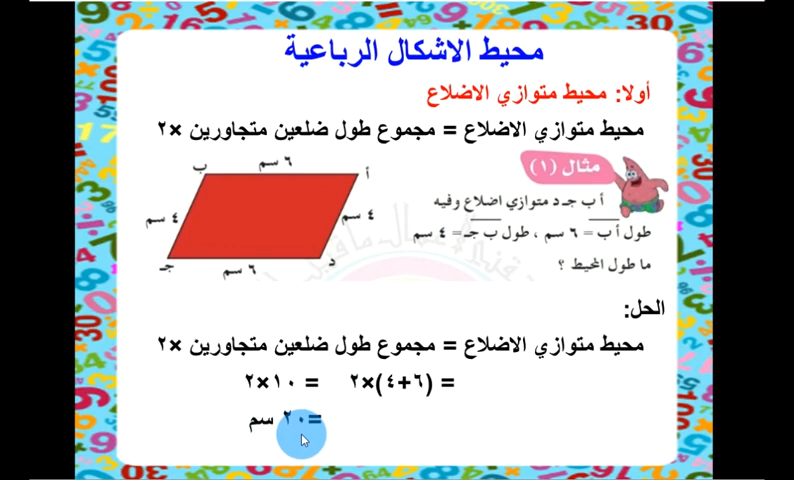 محيط الاشكال الرباعية
أولا: محيط متوازي الاضلاع
محيط متوازي الاضلاع = مجموع طول ضلعين متجاورين ×٢
مثال (١)
أ ب جـ د متوازي اضلاع وفيه
طول أ ب = ٦ سم ، طول ب جـ = ٤ سم
ما طول المحيط ؟
أ
٦ سم
ب
٤ سم
٤ سم
د
٦ سم
جـ
الحل:
محيط متوازي الاضلاع = مجموع طول ضلعين متجاورين ×٢
= (٦+٤)×٢ = ١٠×٢
=٢٠ سم